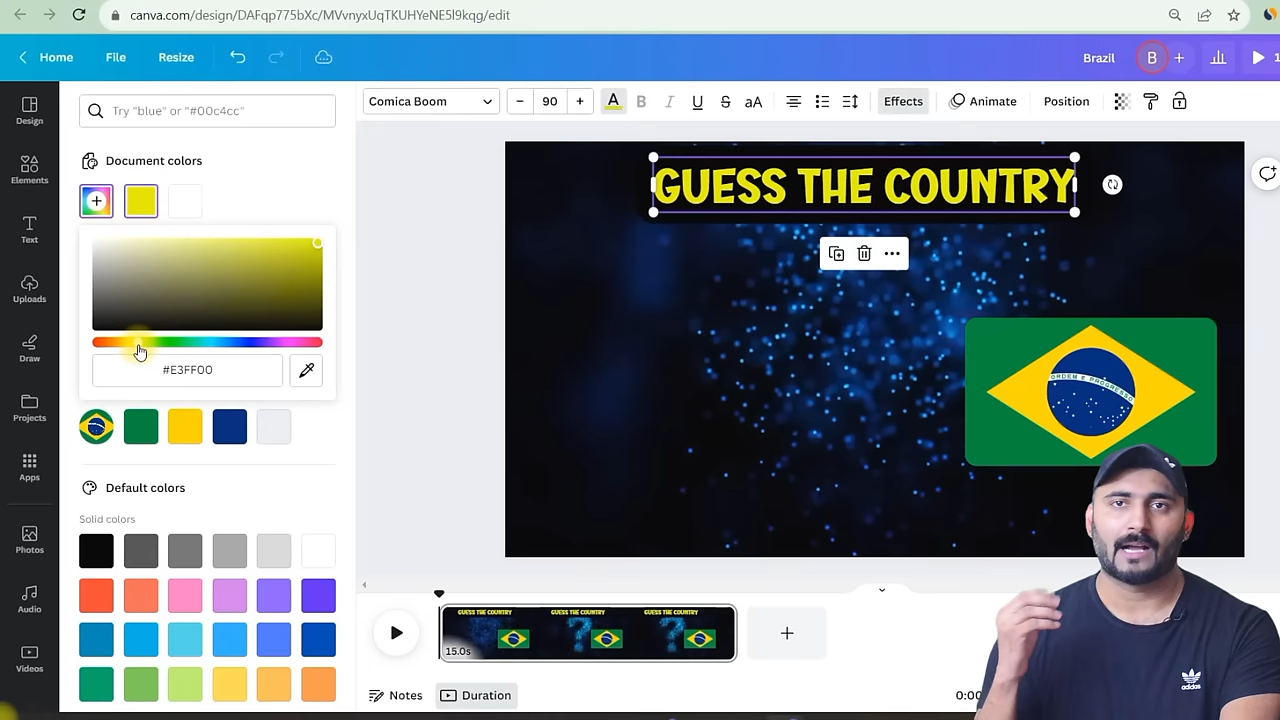 canva.com/design/DAFqp775bXc/MVvnyxUqTKUHYeNE5l9kqg/edit
Home
File
Resize
Brazil
B
1
Design
Elements
Text
Uploads
Draw
Projects
Apps
Photos
Audio
Videos
Try "blue" or "#00c4cc"
Document colors
#E3FF00
Default colors
Solid colors
Comica Boom
90
A
B
I
U
S
aA
Effects
Animate
Position
GUESS THE COUNTRY
ORDEM E PROGRESSO
GUESS THE COUNTRY
GUESS THE COUNTRY
GUESS THE COUNTRY
?
?
15.0s
Notes
Duration
0:00
adidas